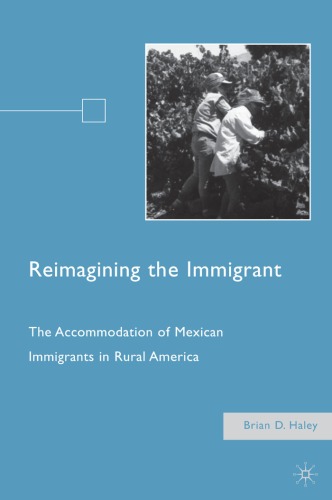 Reimagining the Immigrant
The Accommodation of Mexican
Immigrants in Rural America
Brian D. Haley